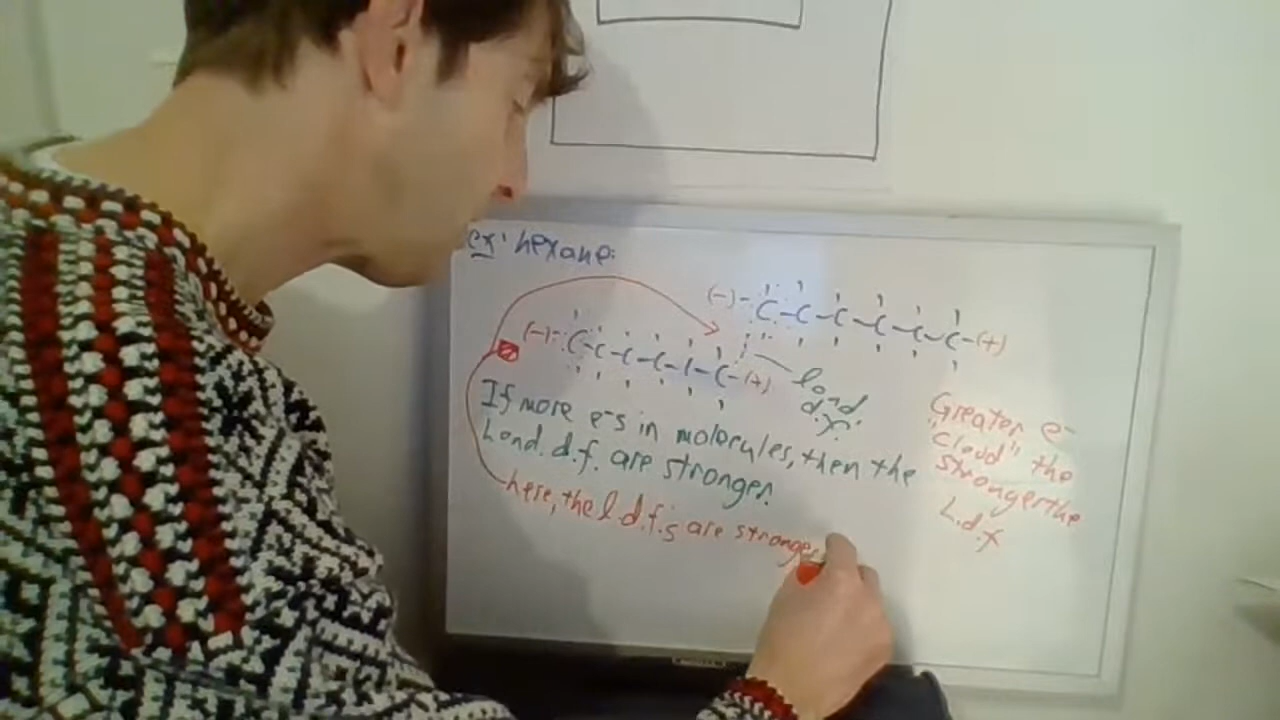 ex: hexane:
(-)-C-C-C-C-C-C-(+)
(-)-C-C-C-C-C-C-(+)
Lond.
d.f.
If more e-s in molecules, then the
Lond. d.f. are stronger.
here, the l.d.f.'s are stronger
Greater e-
"cloud" the
stronger the
L.d.f